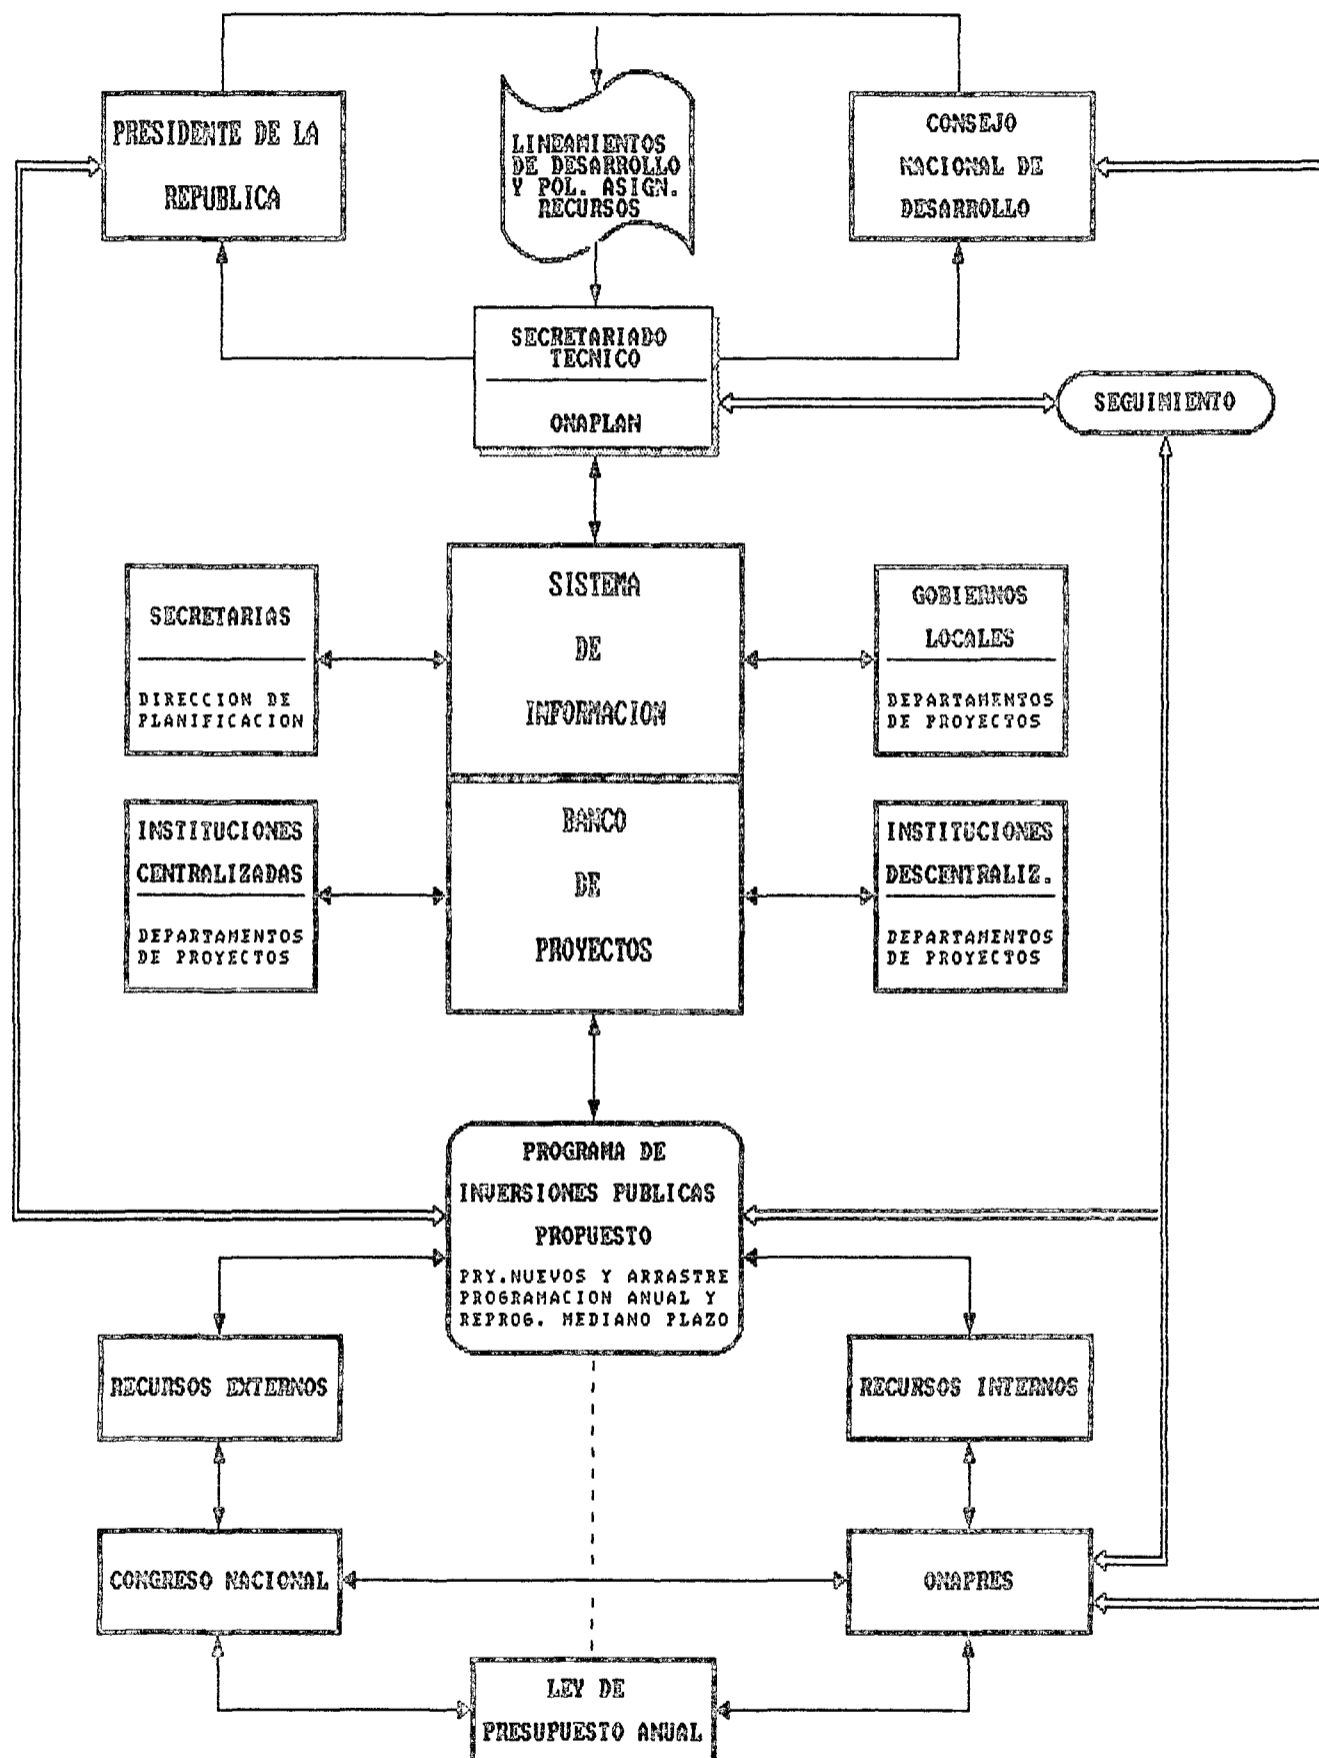 PRESIDENTE DE LA
REPUBLICA
LINEAMIENTOS
DE DESARROLLO
Y POL. ASIGN.
RECURSOS
CONSEJO
NACIONAL DE
DESARROLLO
SECRETARIADO
TECNICO
ONAPLAN
SEGUIMIENTO
SECRETARIAS
DIRECCION DE
PLANIFICACION
SISTEMA
DE
INFORMACION
GOBIERNOS
LOCALES
DEPARTAMENTOS
DE PROYECTOS
INSTITUCIONES
CENTRALIZADAS
DEPARTAMENTOS
DE PROYECTOS
BANCO
DE
PROYECTOS
INSTITUCIONES
DESCENTRALIZ.
DEPARTAMENTOS
DE PROYECTOS
PROGRAMA DE
INVERSIONES PUBLICAS
PROPUESTO
PRY.NUEVOS Y ARRASTRE
PROGRAMACION ANUAL Y
REPROG. MEDIANO PLAZO
RECURSOS EXTERNOS
RECURSOS INTERNOS
CONGRESO NACIONAL
ONAPRES
LEY DE
PRESUPUESTO ANUAL